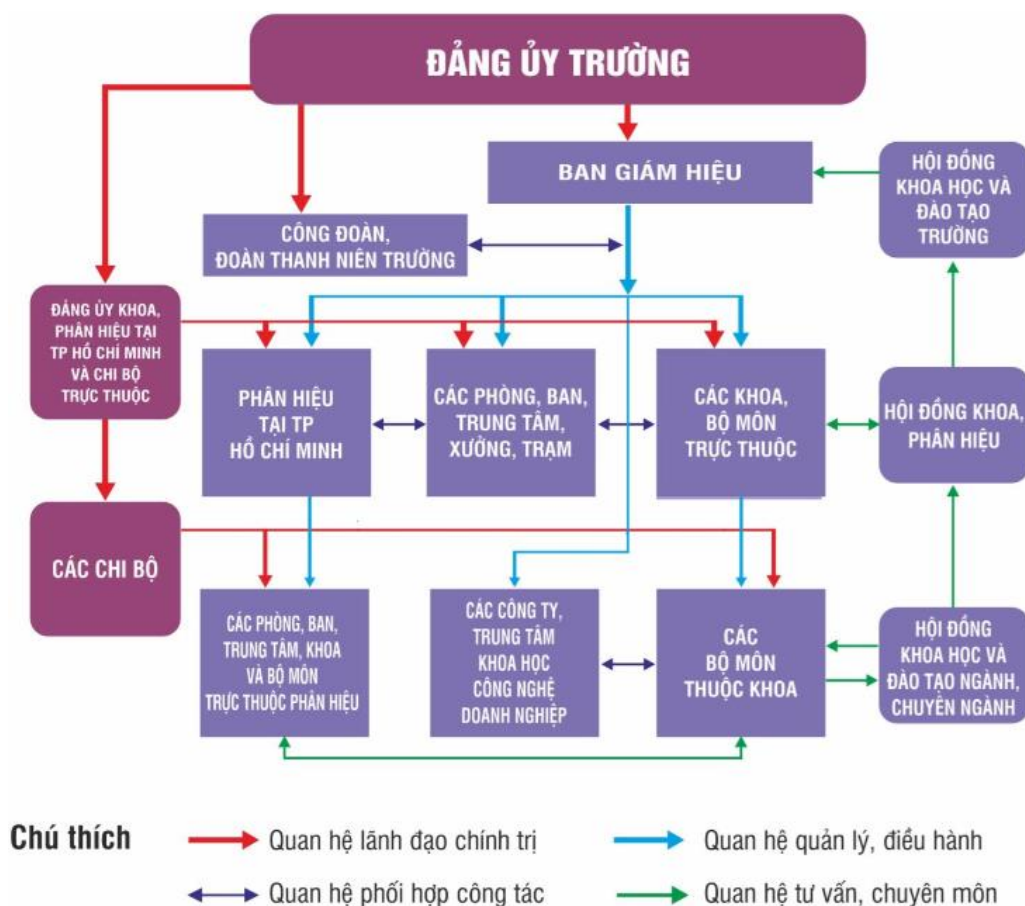 ĐẢNG ỦY TRƯỜNG
BAN GIÁM HIỆU
HỘI ĐỒNG
KHOA HỌC VÀ
ĐÀO TẠO
TRƯỜNG
CÔNG ĐOÀN,
ĐOÀN THANH NIÊN TRƯỜNG
ĐẢNG ỦY KHOA,
PHÂN HIỆU TẠI
TP HỒ CHÍ MINH
VÀ CHI BỘ
TRỰC THUỘC
PHÂN HIỆU
TẠI TP
HỒ CHÍ MINH
CÁC PHÒNG, BAN,
TRUNG TÂM,
XƯỞNG, TRẠM
CÁC KHOA,
BỘ MÔN
TRỰC THUỘC
HỘI ĐỒNG KHOA,
PHÂN HIỆU
CÁC CHI BỘ
CÁC PHÒNG, BAN,
TRUNG TÂM, KHOA
VÀ BỘ MÔN
TRỰC THUỘC PHÂN HIỆU
CÁC CÔNG TY,
TRUNG TÂM
KHOA HỌC
CÔNG NGHỆ
DOANH NGHIỆP
CÁC
BỘ MÔN
THUỘC KHOA
HỘI ĐỒNG
KHOA HỌC VÀ
ĐÀO TẠO NGÀNH,
CHUYÊN NGÀNH
Chú thích
Quan hệ lãnh đạo chính trị
Quan hệ quản lý, điều hành
Quan hệ phối hợp công tác
Quan hệ tư vấn, chuyên môn